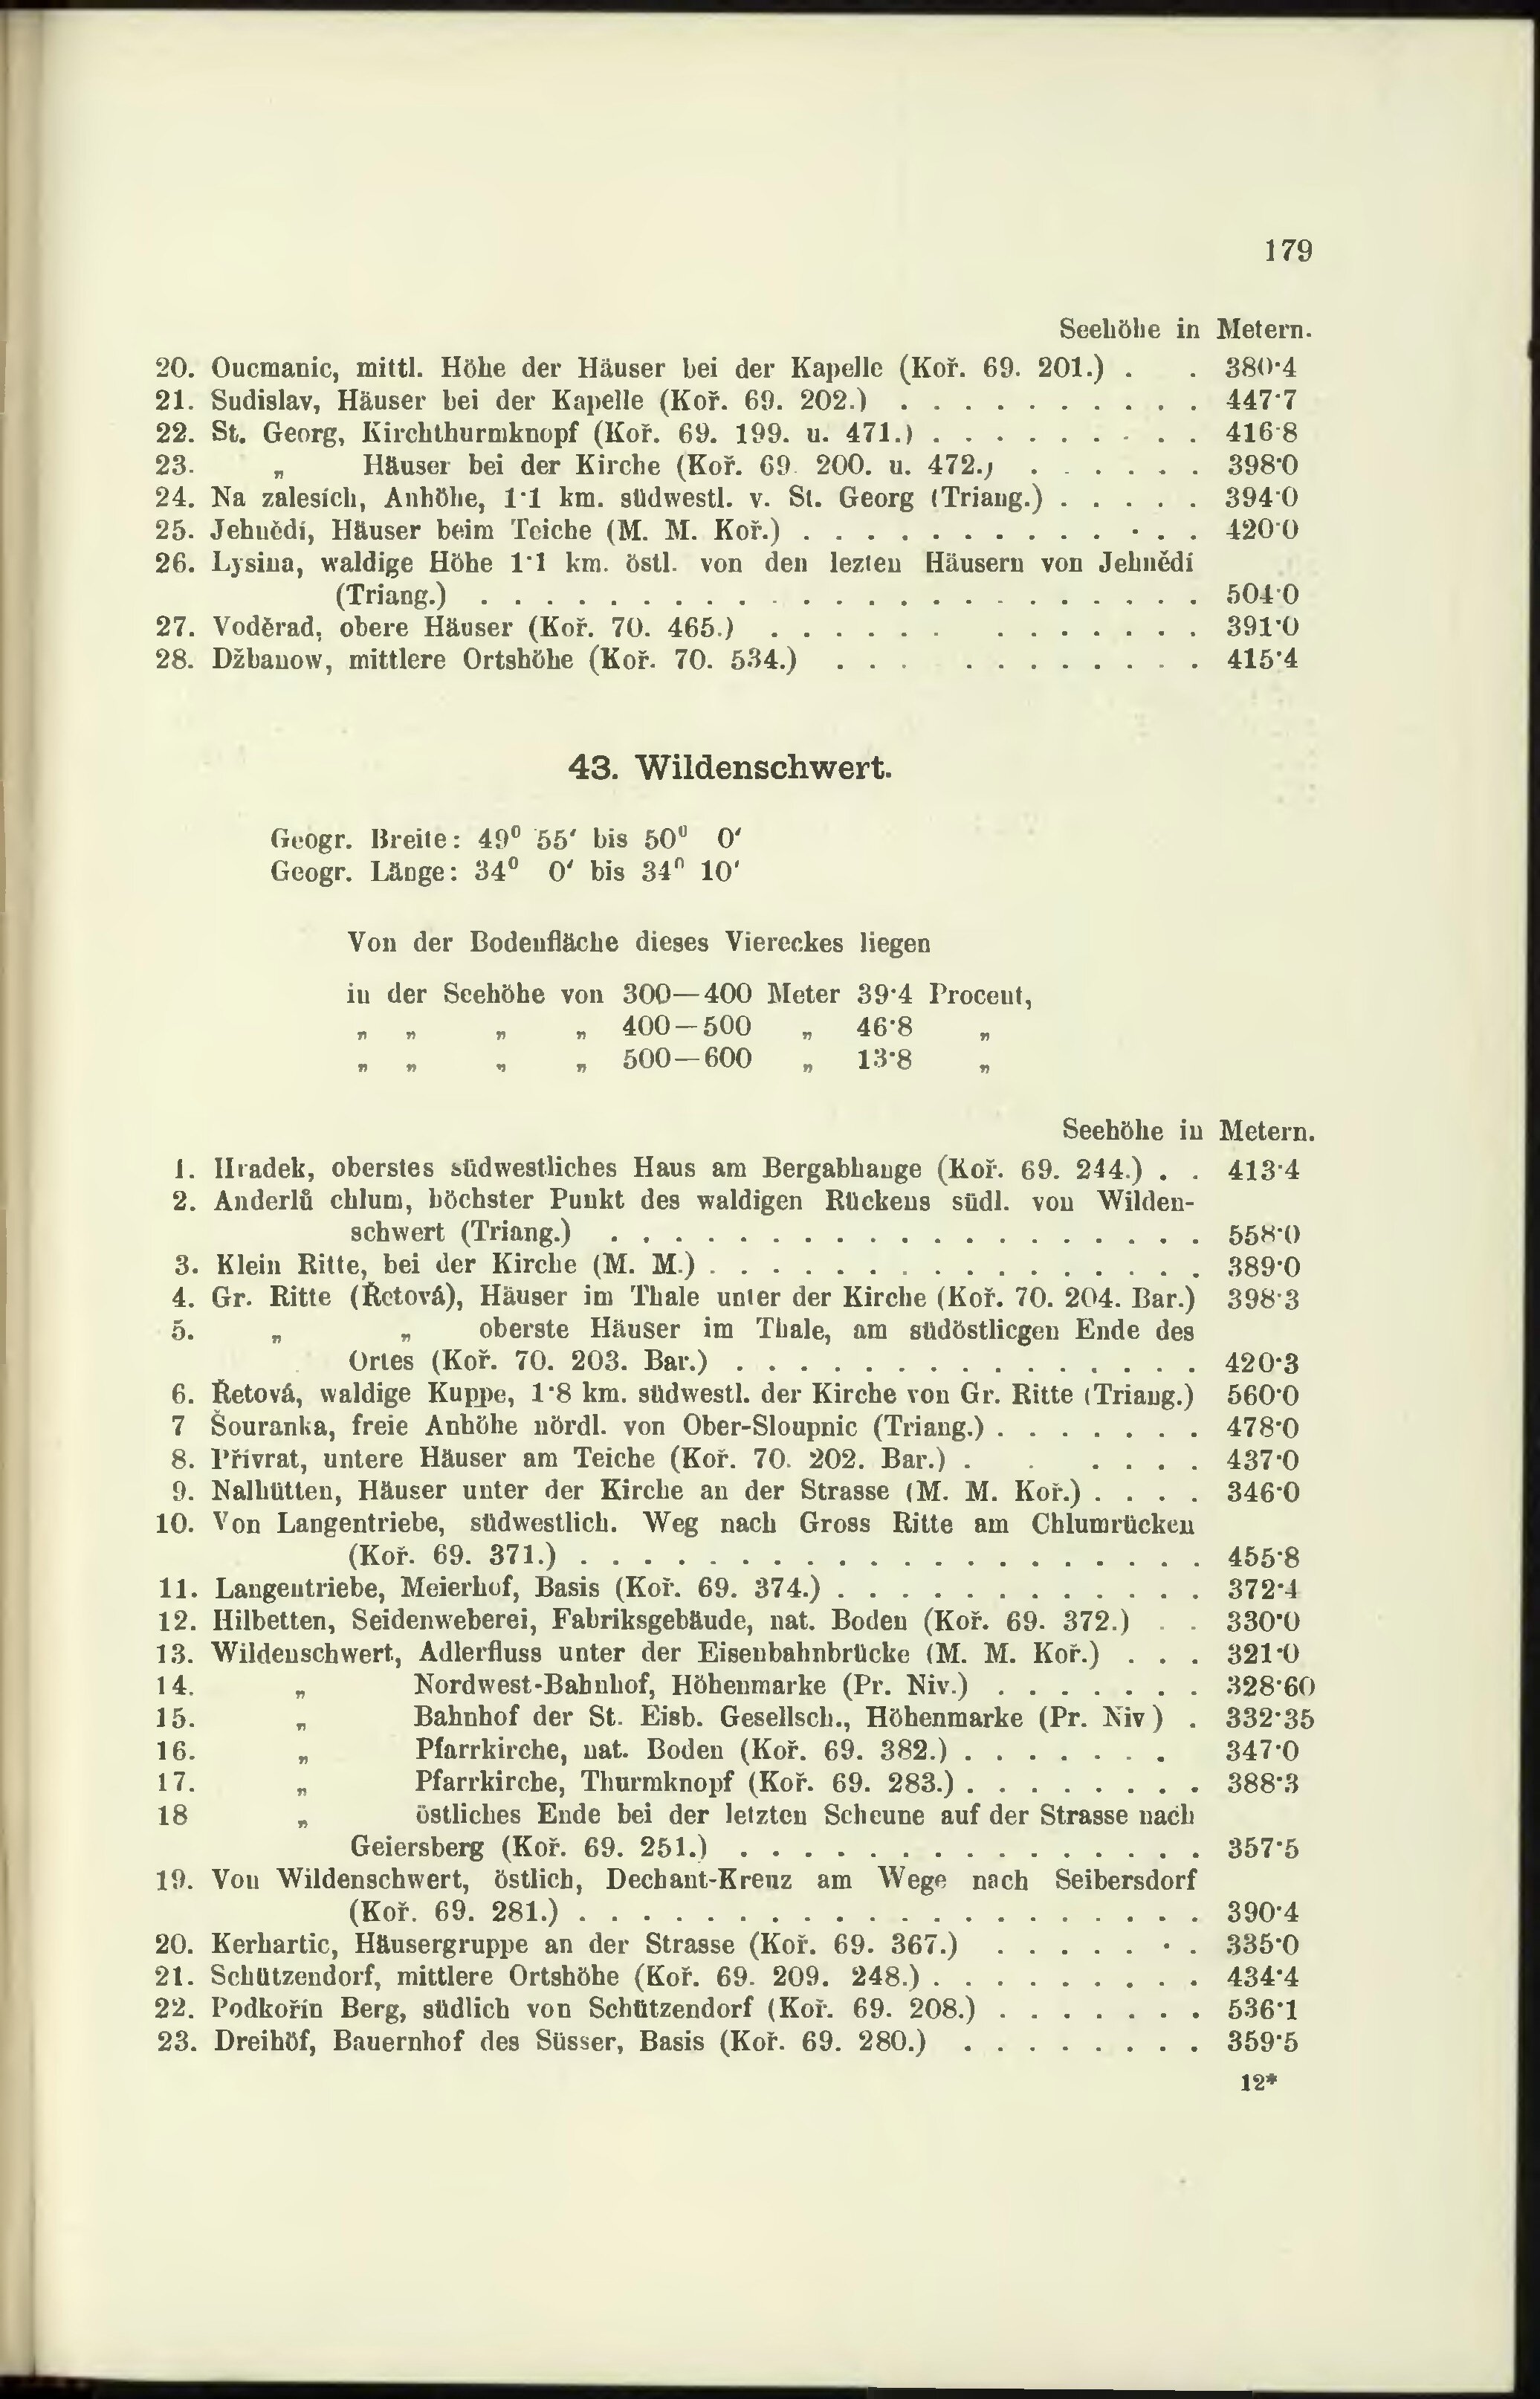 179
Seehöhe in Metern.
20. Oucmanic, mittl. Höhe der Häuser bei der Kapelle (Koř. 69. 201.) . . 380·4
21. Sudislav, Häuser bei der Kapelle (Koř. 69. 202.) . . . . . . . . . . 447·7
22. St. Georg, Kirchthurmknopf (Koř. 69. 199. u. 471.) . . . . . . . . . 416·8
23. „ Häuser bei der Kirche (Koř. 69. 200. u. 472.) . . . . . . 398·0
24. Na zalesích, Anhöhe, 1·1 km. südwestl. v. St. Georg (Triang.) . . . . . 394·0
25. Jehnědí, Häuser beim Teiche (M. M. Koř.) . . . . . . . . . . . . . 420·0
26. Lysina, waldige Höhe 1·1 km. östl. von den lezten Häusern von Jehnědí
(Triang.) . . . . . . . . . . . . . . . . . . . . . . . 504·0
27. Voděrad, obere Häuser (Koř. 70. 465.) . . . . . . . . . . . . . 391·0
28. Džbanow, mittlere Ortshöhe (Koř. 70. 534.) . . . . . . . . . . . 415·4
43. Wildenschwert.
Geogr. Breite: 49⁰ 55′ bis 50⁰ 0′
Geogr. Länge: 34⁰ 0′ bis 34⁰ 10′
Von der Bodenfläche dieses Viereckes liegen
in der Seehöhe von 300—400 Meter 39·4 Procent,
„ „ „ „ 400—500 „ 46·8 „
„ „ „ „ 500—600 „ 13·8 „
Seehöhe in Metern.
1. Hradek, oberstes südwestliches Haus am Bergabhange (Koř. 69. 244.) . . 413·4
2. Anderlů chlum, höchster Punkt des waldigen Rückens südl. von Wilden-
schwert (Triang.) . . . . . . . . . . . . . . . . . . . 558·0
3. Klein Ritte, bei der Kirche (M. M.) . . . . . . . . . . . . . . . . 389·0
4. Gr. Ritte (Řetová), Häuser im Thale unter der Kirche (Koř. 70. 204. Bar.) 398·3
5. „ „ oberste Häuser im Thale, am südöstlicgen Ende des
Ortes (Koř. 70. 203. Bar.) . . . . . . . . . . . . . . . 420·3
6. Řetová, waldige Kuppe, 1·8 km. südwestl. der Kirche von Gr. Ritte (Triang.) 560·0
7 Šouranka, freie Anhöhe nördl. von Ober-Sloupnic (Triang.) . . . . . . . 478·0
8. Přívrat, untere Häuser am Teiche (Koř. 70. 202. Bar.) . . . . . . 437·0
9. Nalhütten, Häuser unter der Kirche an der Strasse (M. M. Koř.) . . . . 346·0
10. Von Langentriebe, südwestlich. Weg nach Gross Ritte am Chlumrücken
(Koř. 69. 371.) . . . . . . . . . . . . . . . . . . . . 455·8
11. Langentriebe, Meierhof, Basis (Koř. 69. 374.) . . . . . . . . . . . . 372·4
12. Hilbetten, Seidenweberei, Fabriksgebäude, nat. Boden (Koř. 69. 372.) . . 330·0
13. Wildenschwert, Adlerfluss unter der Eisenbahnbrücke (M. M. Koř.) . . . 321·0
14. „ Nordwest-Bahnhof, Höhenmarke (Pr. Niv.) . . . . . . . 328·60
15. „ Bahnhof der St. Eisb. Gesellsch., Höhenmarke (Pr. Niv ) . 332·35
16. „ Pfarrkirche, nat. Boden (Koř. 69. 382.) . . . . . . . 347·0
17. „ Pfarrkirche, Thurmknopf (Koř. 69. 283.) . . . . . . . . 388·3
18 „ östliches Ende bei der letzten Scheune auf der Strasse nach
Geiersberg (Koř. 69. 251.) . . . . . . . . . . . . . . . 357·5
19. Von Wildenschwert, östlich, Dechant-Kreuz am Wege nach Seibersdorf
(Koř. 69. 281.) . . . . . . . . . . . . . . . . . . . . 390·4
20. Kerhartic, Häusergruppe an der Strasse (Koř. 69. 367.) . . . . . . . 335·0
21. Schützendorf, mittlere Ortshöhe (Koř. 69. 209. 248.) . . . . . . . . . 434·4
22. Podkořín Berg, südlich von Schützendorf (Koř. 69. 208.) . . . . . . . 536·1
23. Dreihöf, Bauernhof des Süsser, Basis (Koř. 69. 280.) . . . . . . . . 359·5
12*